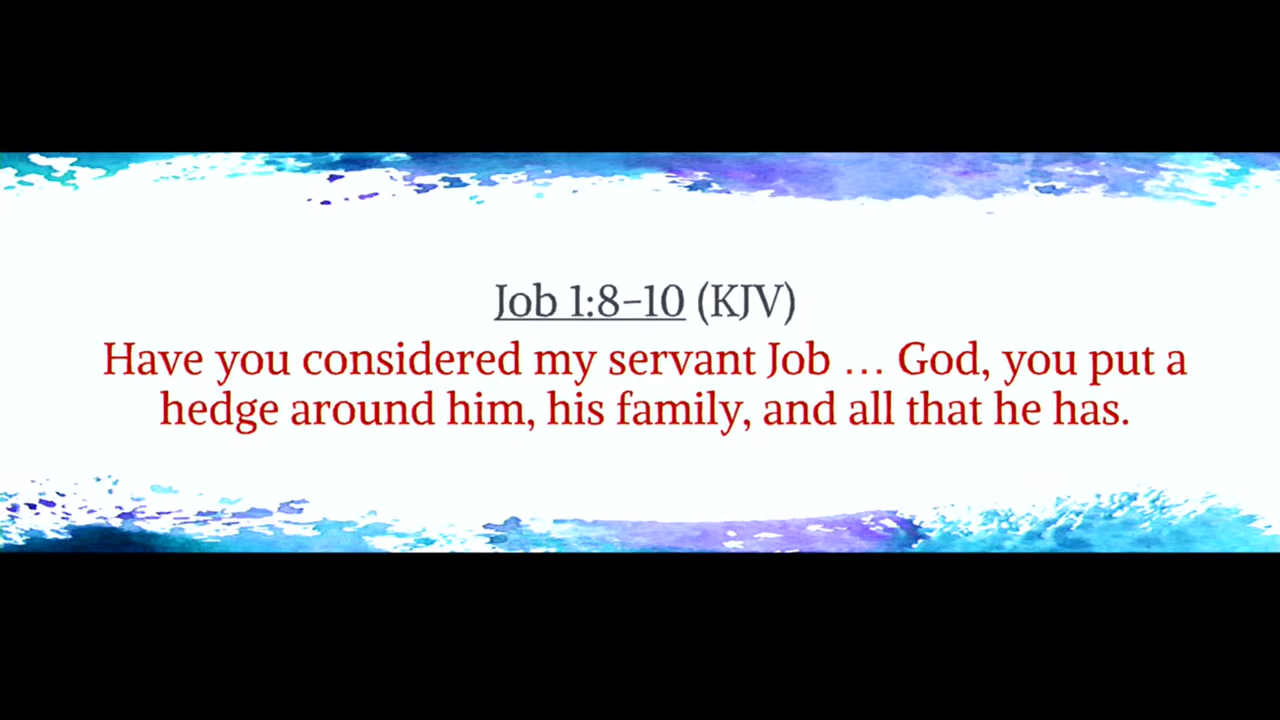 Job 1:8–10 (KJV)
Have you considered my servant Job … God, you put a
hedge around him, his family, and all that he has.